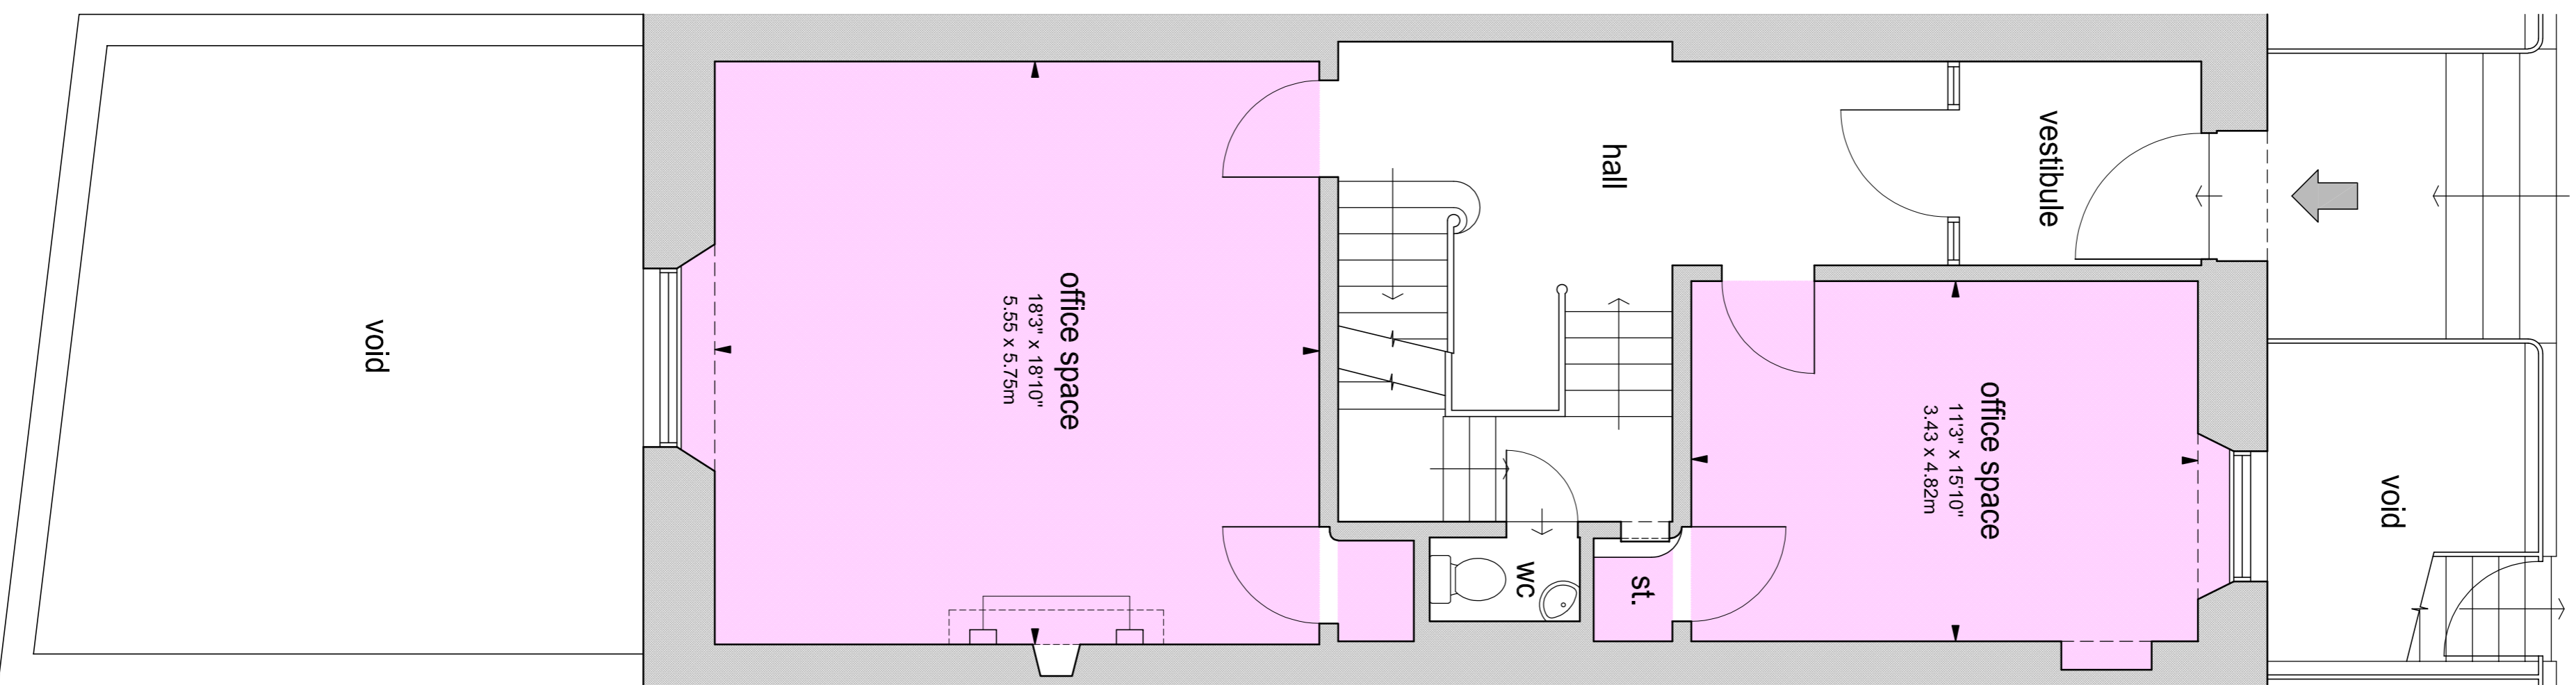 void
office space
18'3" x 18'10"
5.55 x 5.75m
hall
vestibule
office space
11'3" x 15'10"
3.43 x 4.82m
wc
st.
void